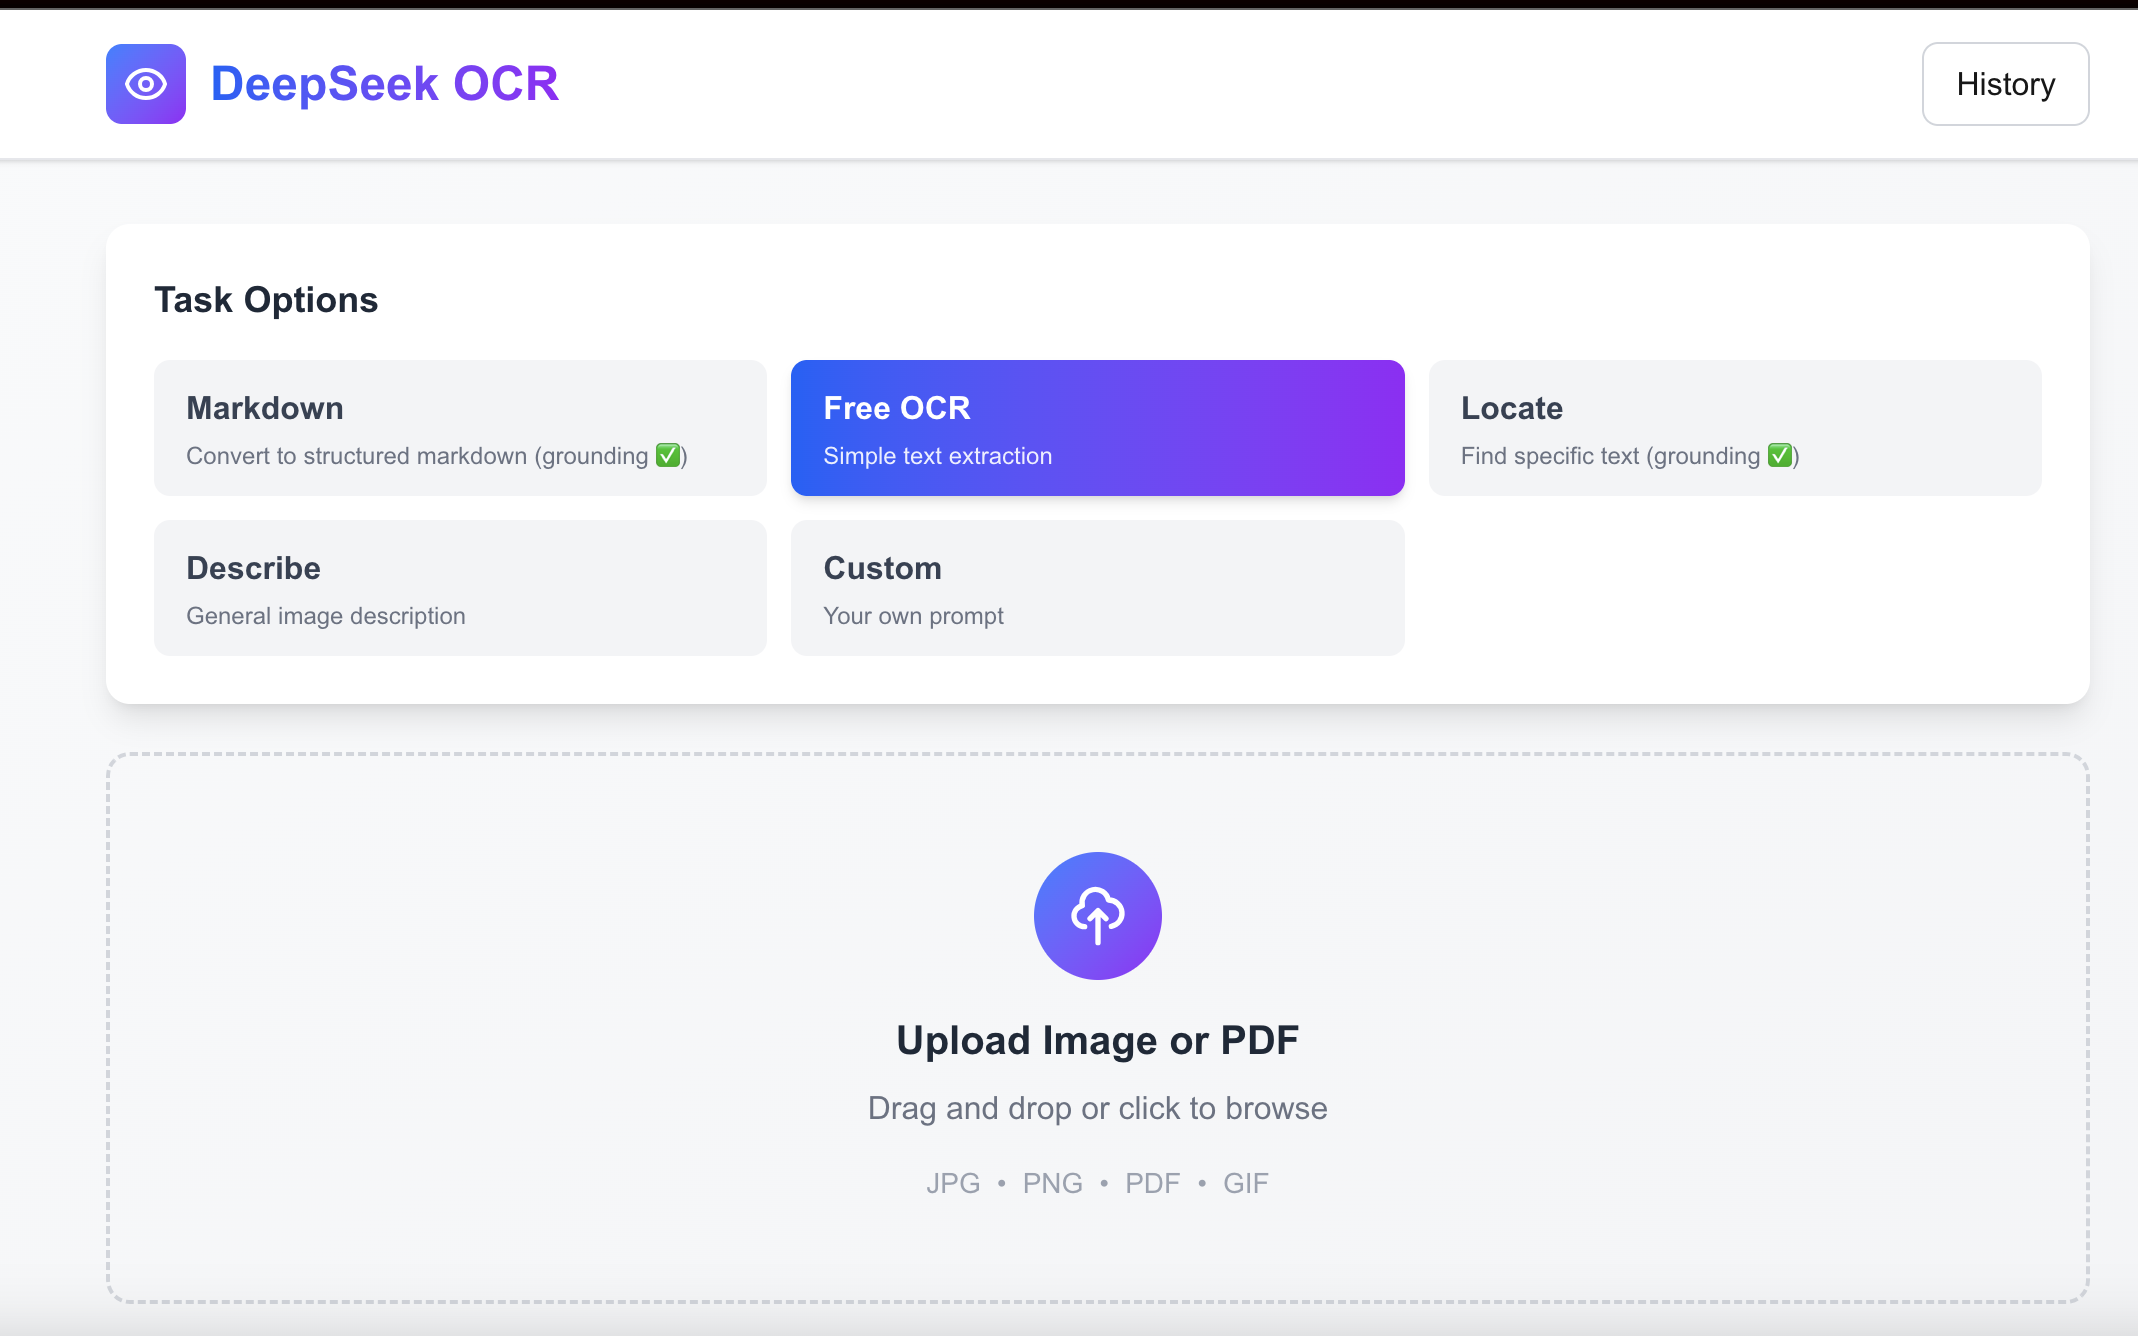 DeepSeek OCR
History
Task Options
Markdown
Convert to structured markdown (grounding ✅)
Free OCR
Simple text extraction
Locate
Find specific text (grounding ✅)
Describe
General image description
Custom
Your own prompt
Upload Image or PDF
Drag and drop or click to browse
JPG • PNG • PDF • GIF